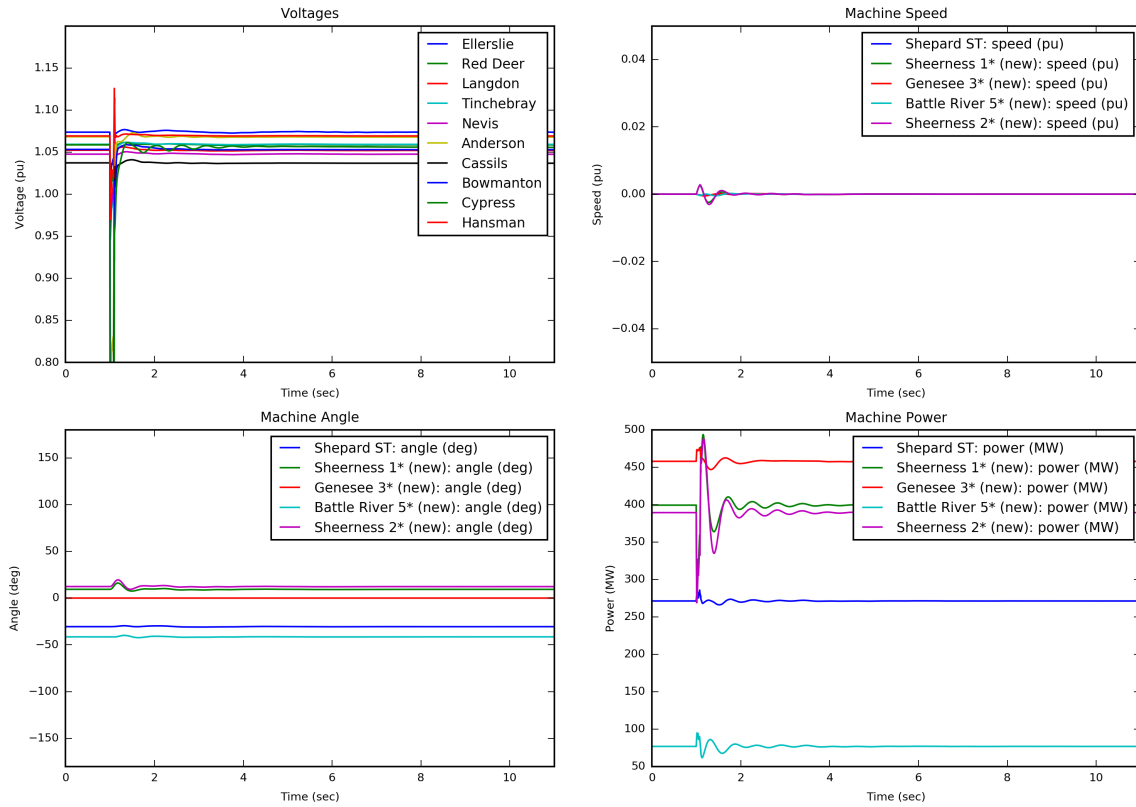 Voltages
1.15
1.10
1.05
1.00
0.95
0.90
0.85
0.80
Voltage (pu)
0
2
4
6
8
10
Time (sec)
Ellerslie
Red Deer
Langdon
Tinchebray
Nevis
Anderson
Cassils
Bowmanton
Cypress
Hansman
Machine Speed
0.04
0.02
0.00
−0.02
−0.04
Speed (pu)
0
2
4
6
8
10
Time (sec)
Shepard ST: speed (pu)
Sheerness 1* (new): speed (pu)
Genesee 3* (new): speed (pu)
Battle River 5* (new): speed (pu)
Sheerness 2* (new): speed (pu)
Machine Angle
150
100
50
0
−50
−100
−150
Angle (deg)
0
2
4
6
8
10
Time (sec)
Shepard ST: angle (deg)
Sheerness 1* (new): angle (deg)
Genesee 3* (new): angle (deg)
Battle River 5* (new): angle (deg)
Sheerness 2* (new): angle (deg)
Machine Power
500
450
400
350
300
250
200
150
100
50
Power (MW)
0
2
4
6
8
10
Time (sec)
Shepard ST: power (MW)
Sheerness 1* (new): power (MW)
Genesee 3* (new): power (MW)
Battle River 5* (new): power (MW)
Sheerness 2* (new): power (MW)